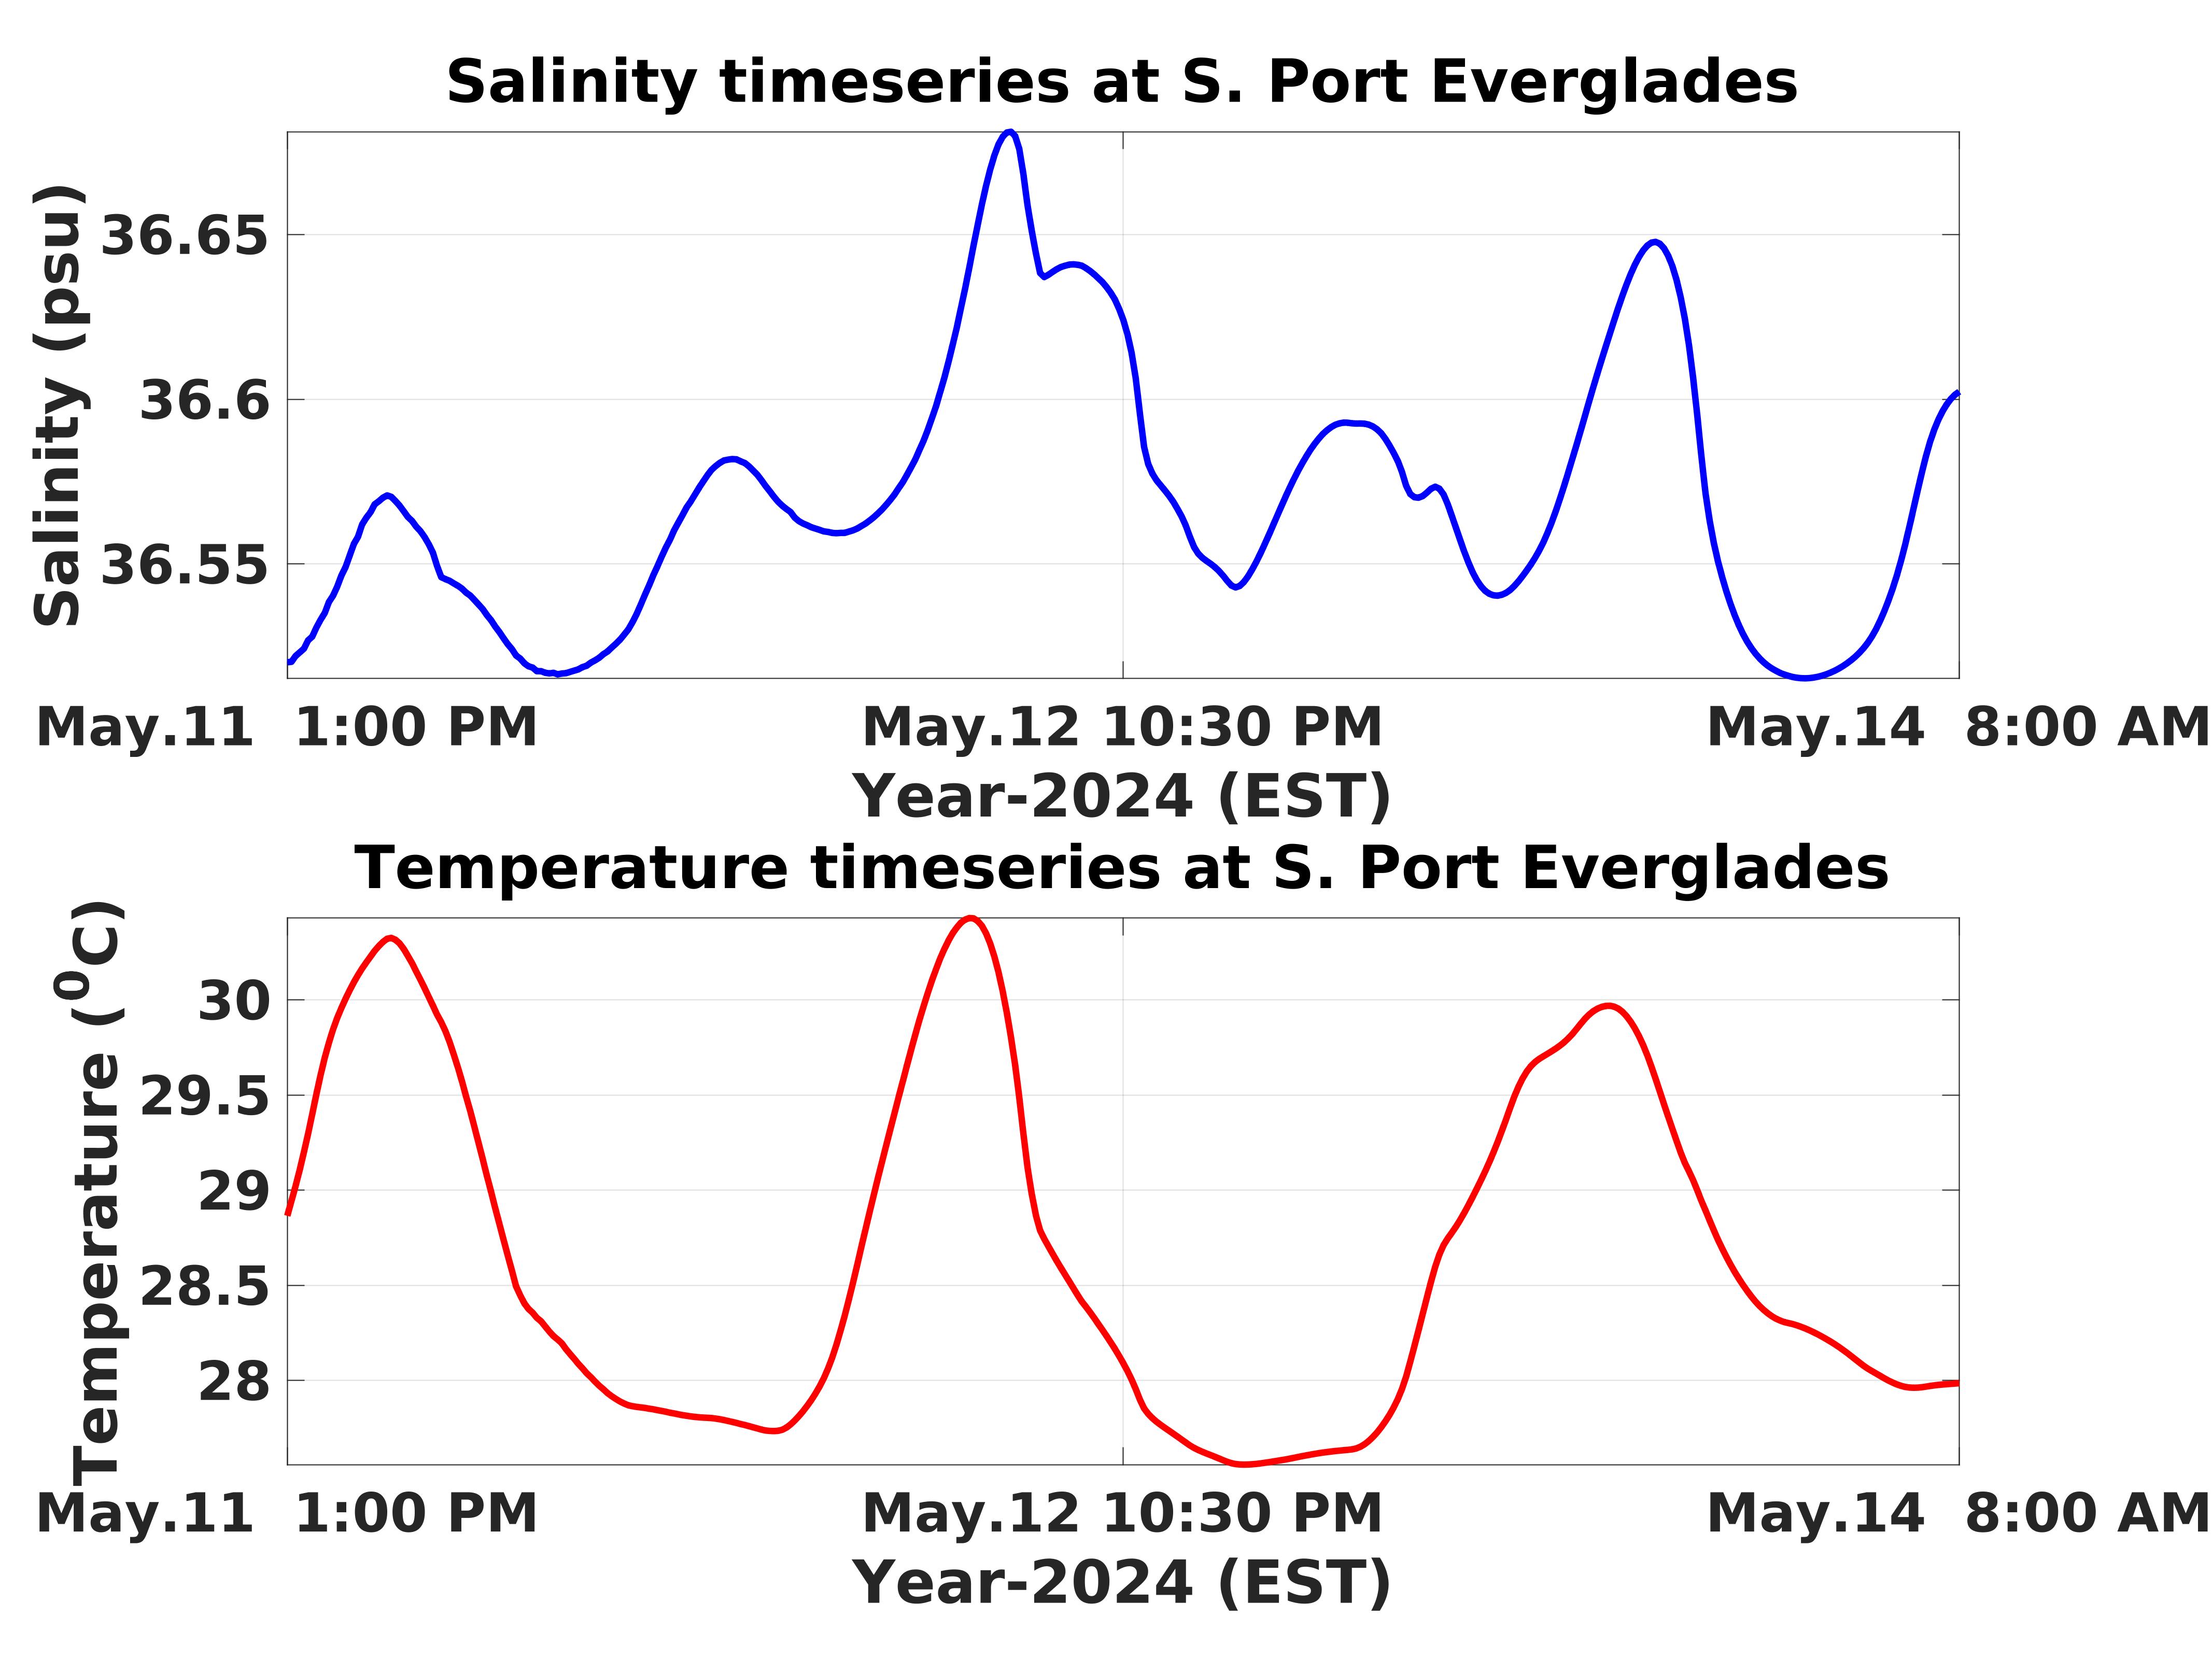 Salinity timeseries at S. Port Everglades
Salinity (psu)
36.65
36.6
36.55
May.11 1:00 PM May.12 10:30 PM May.14 8:00 AM
Year-2024 (EST)
Temperature timeseries at S. Port Everglades
Temperature (⁰C)
30
29.5
29
28.5
28
May.11 1:00 PM May.12 10:30 PM May.14 8:00 AM
Year-2024 (EST)